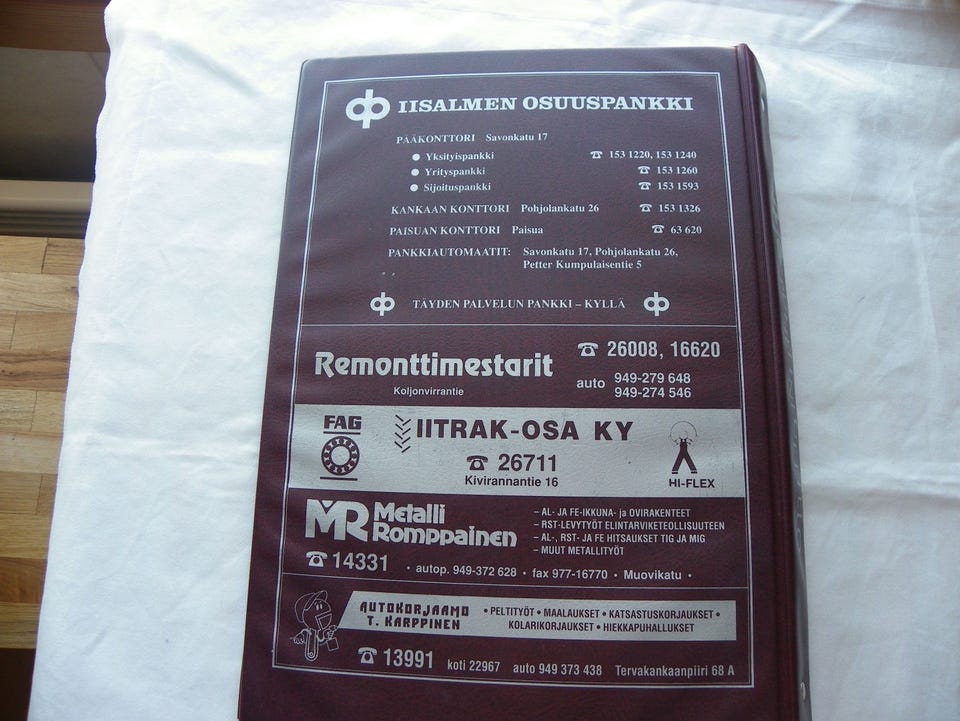 IISALMEN OSUUSPANKKI
PÄÄKONTTORI Savonkatu 17
● Yksityispankki ☎ 153 1220, 153 1240
● Yrityspankki ☎ 153 1260
● Sijoituspankki ☎ 153 1593
KANKAAN KONTTORI Pohjolankatu 26 ☎ 153 1326
PAISUAN KONTTORI Paisua ☎ 63 620
PANKKIAUTOMAATIT: Savonkatu 17, Pohjolankatu 26,
Petter Kumpulaisentie 5
TÄYDEN PALVELUN PANKKI – KYLLÄ
Remonttimestarit ☎ 26008, 16620
Koljonvirrantie
auto 949-279 648
949-274 546
FAG
IITRAK-OSA KY
☎ 26711
Kivirannantie 16
HI-FLEX
MR Metalli
Romppainen
– AL- JA FE-IKKUNA- ja OVIRAKENTEET
– RST-LEVYTYÖT ELINTARVIKETEOLLISUUTEEN
– AL-, RST- JA FE HITSAUKSET TIG JA MIG
– MUUT METALLITYÖT
☎ 14331 · autop. 949-372 628 · fax 977-16770 · Muovikatu ·
AUTOKORJAAMO
T. KARPPINEN
• PELTITYÖT • MAALAUKSET • KATSASTUSKORJAUKSET •
KOLARIKORJAUKSET • HIEKKAPUHALLUKSET
☎ 13991 koti 22967 auto 949 373 438 Tervakankaanpiiri 68 A